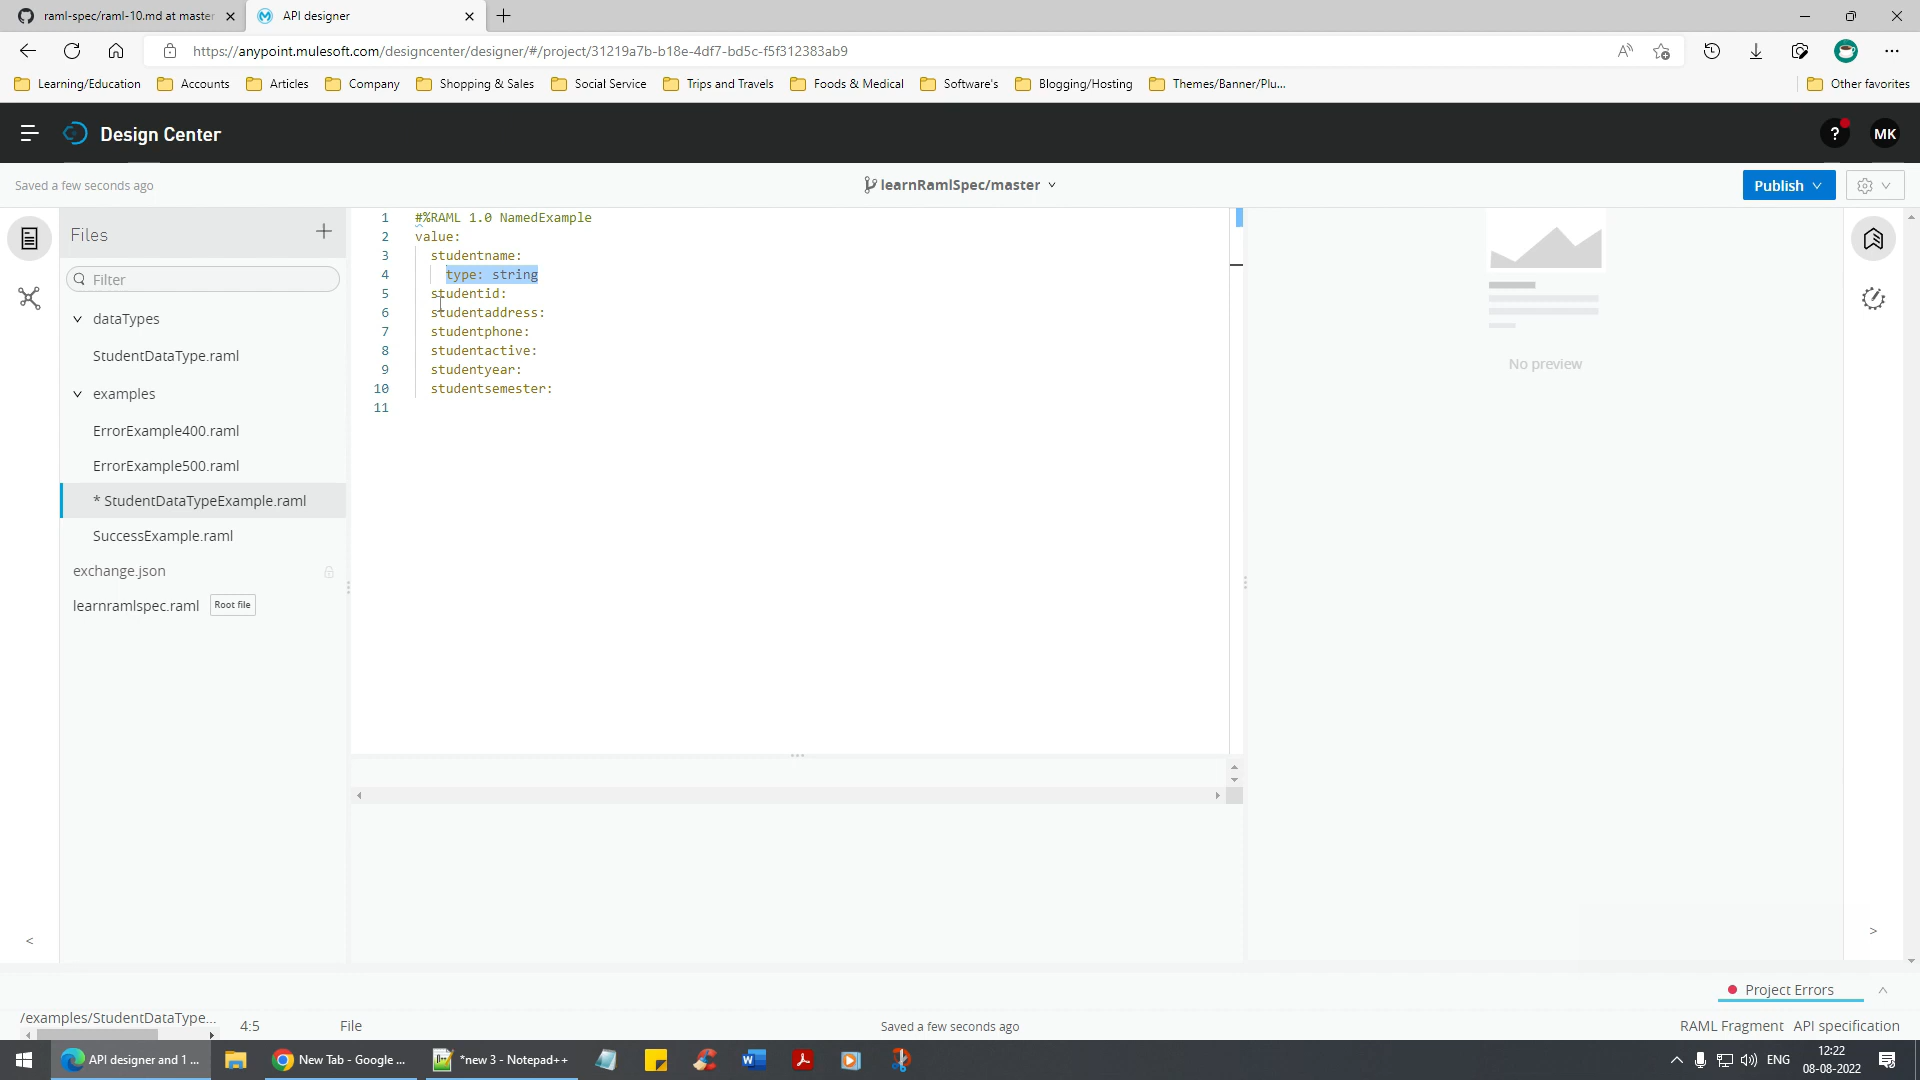 raml-spec/raml-10.md at master
API designer
https://anypoint.mulesoft.com/designcenter/designer/#/project/31219a7b-b18e-4df7-bd5c-f5f312383ab9
Learning/Education
Accounts
Articles
Company
Shopping & Sales
Social Service
Trips and Travels
Foods & Medical
Software's
Blogging/Hosting
Themes/Banner/Plu...
Other favorites
Design Center
?
MK
Saved a few seconds ago
learnRamlSpec/master
Publish
Files
Filter
dataTypes
StudentDataType.raml
examples
ErrorExample400.raml
ErrorExample500.raml
* StudentDataTypeExample.raml
SuccessExample.raml
exchange.json
learnramlspec.raml Root file
1 #%RAML 1.0 NamedExample
2 value:
3 studentname:
4 type: string
5 studentid:
6 studentaddress:
7 studentphone:
8 studentactive:
9 studentyear:
10 studentsemester:
11
No preview
Project Errors
/examples/StudentDataType...
4:5
File
Saved a few seconds ago
RAML Fragment
API specification
API designer and 1 ...
New Tab - Google ...
*new 3 - Notepad++
ENG
12:22
08-08-2022